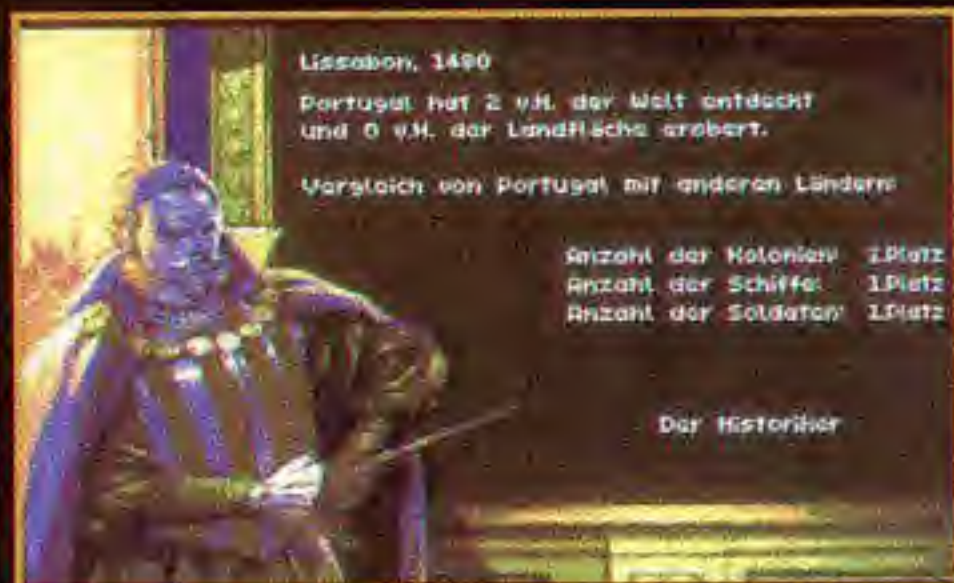 Lissabon, 1490
Portugal hat 2 v.H. der Welt entdeckt
und 0 v.H. der Landfläche erobert.
Vergleich von Portugal mit anderen Ländern:
Anzahl der Kolonien: 1.Platz
Anzahl der Schiffe: 1.Platz
Anzahl der Soldaten: 1.Platz
Der Historiker